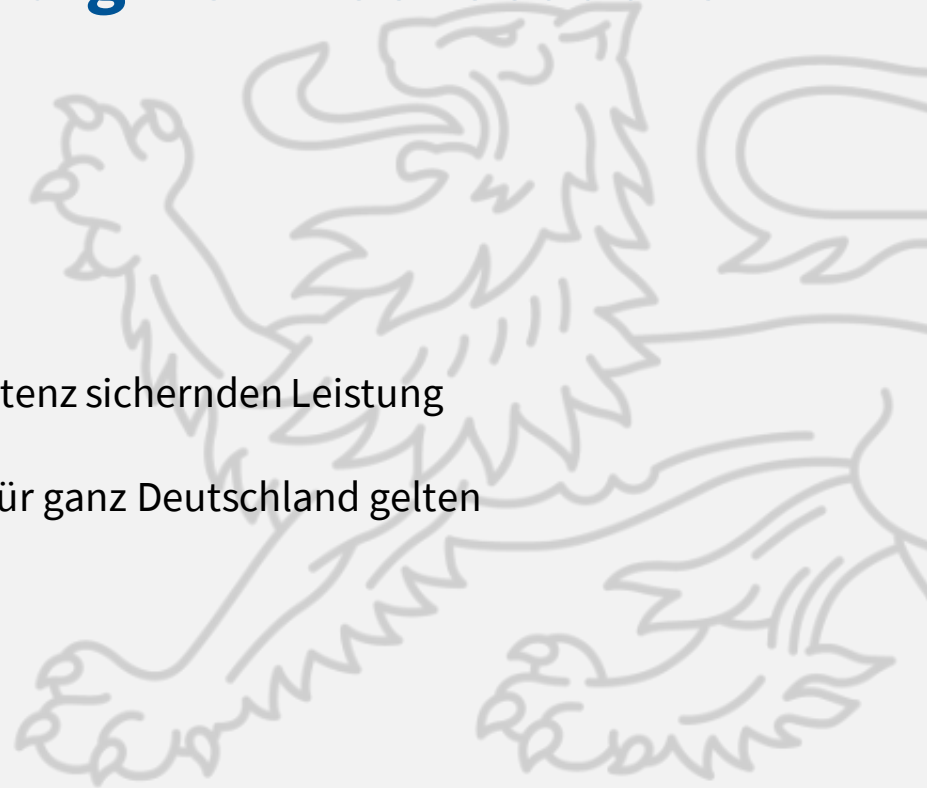 g
tenz sichernden Leistung
ür ganz Deutschland gelten